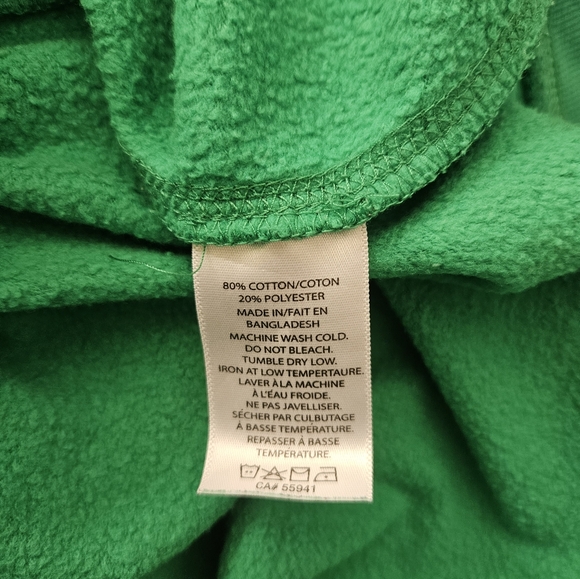 80% COTTON/COTON
20% POLYESTER
MADE IN/FAIT EN
BANGLADESH
MACHINE WASH COLD.
DO NOT BLEACH.
TUMBLE DRY LOW.
IRON AT LOW TEMPERTAURE.
LAVER À LA MACHINE
À L'ÉAU FROIDE.
NE PAS JAVELLISER.
SÉCHER PAR CULBUTAGE
À BASSE TEMPÉRATURE.
REPASSER À BASSE
TEMPÉRATURE.
CA# 55941